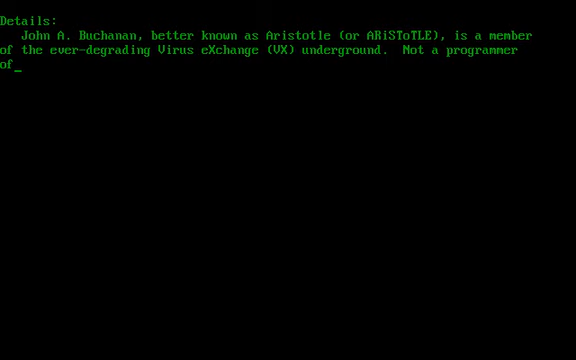 Details:
John A. Buchanan, better known as Aristotle (or ARiSToTLE), is a member
of the ever-degrading Virus eXchange (VX) underground.  Not a programmer
of_